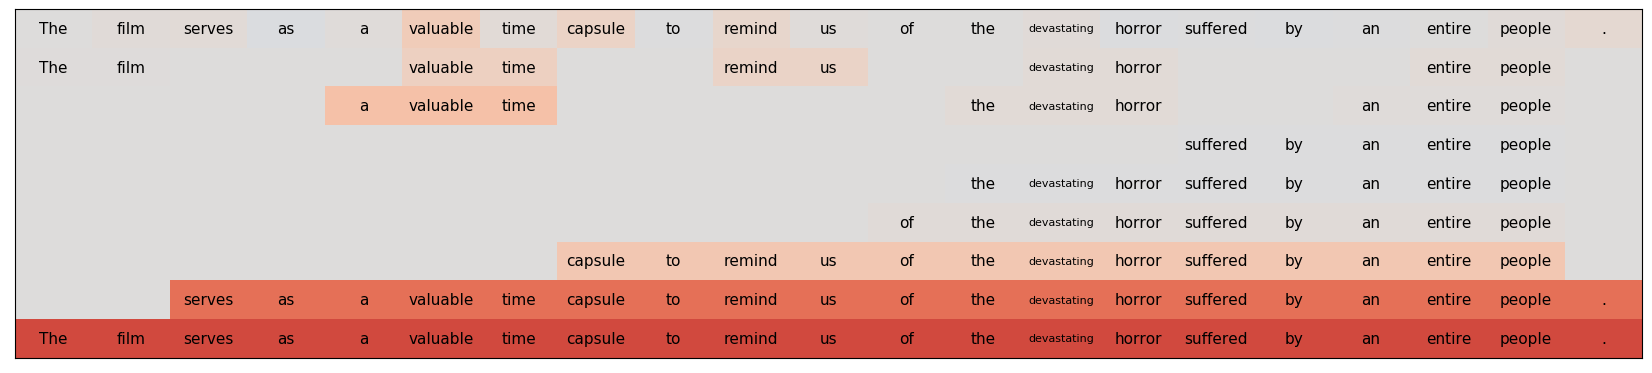 The film serves as a valuable time capsule to remind us of the devastating horror suffered by an entire people .
The film valuable time remind us devastating horror entire people
a valuable time the devastating horror an entire people
suffered by an entire people
the devastating horror suffered by an entire people
of the devastating horror suffered by an entire people
capsule to remind us of the devastating horror suffered by an entire people
serves as a valuable time capsule to remind us of the devastating horror suffered by an entire people .
The film serves as a valuable time capsule to remind us of the devastating horror suffered by an entire people .